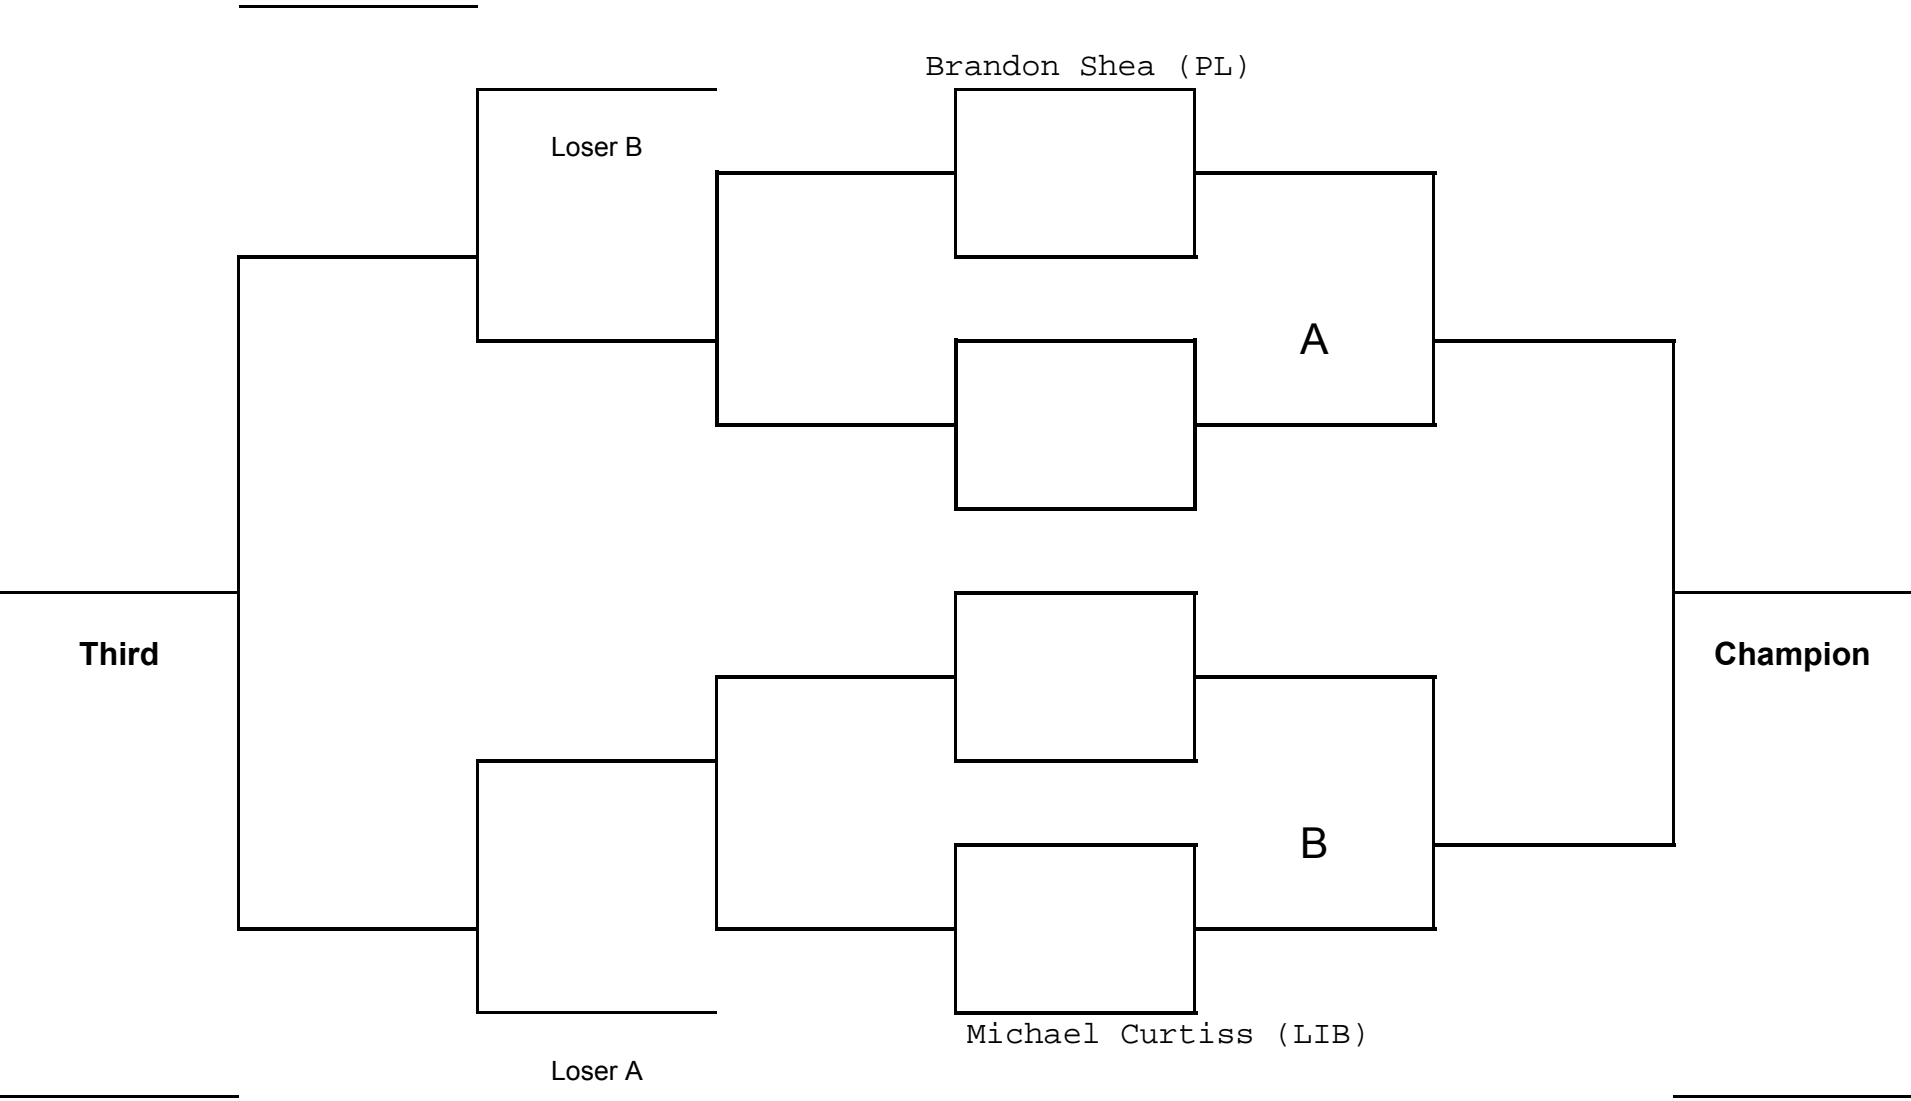 Brandon Shea (PL)
Loser B
A
Third
Champion
B
Michael Curtiss (LIB)
Loser A